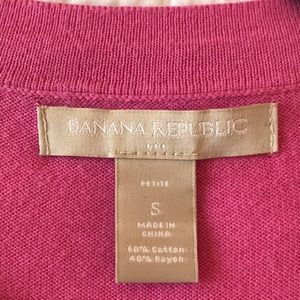 BANANA REPUBLIC
PETITE
S
MADE IN
CHINA
60% Cotton
40% Rayon